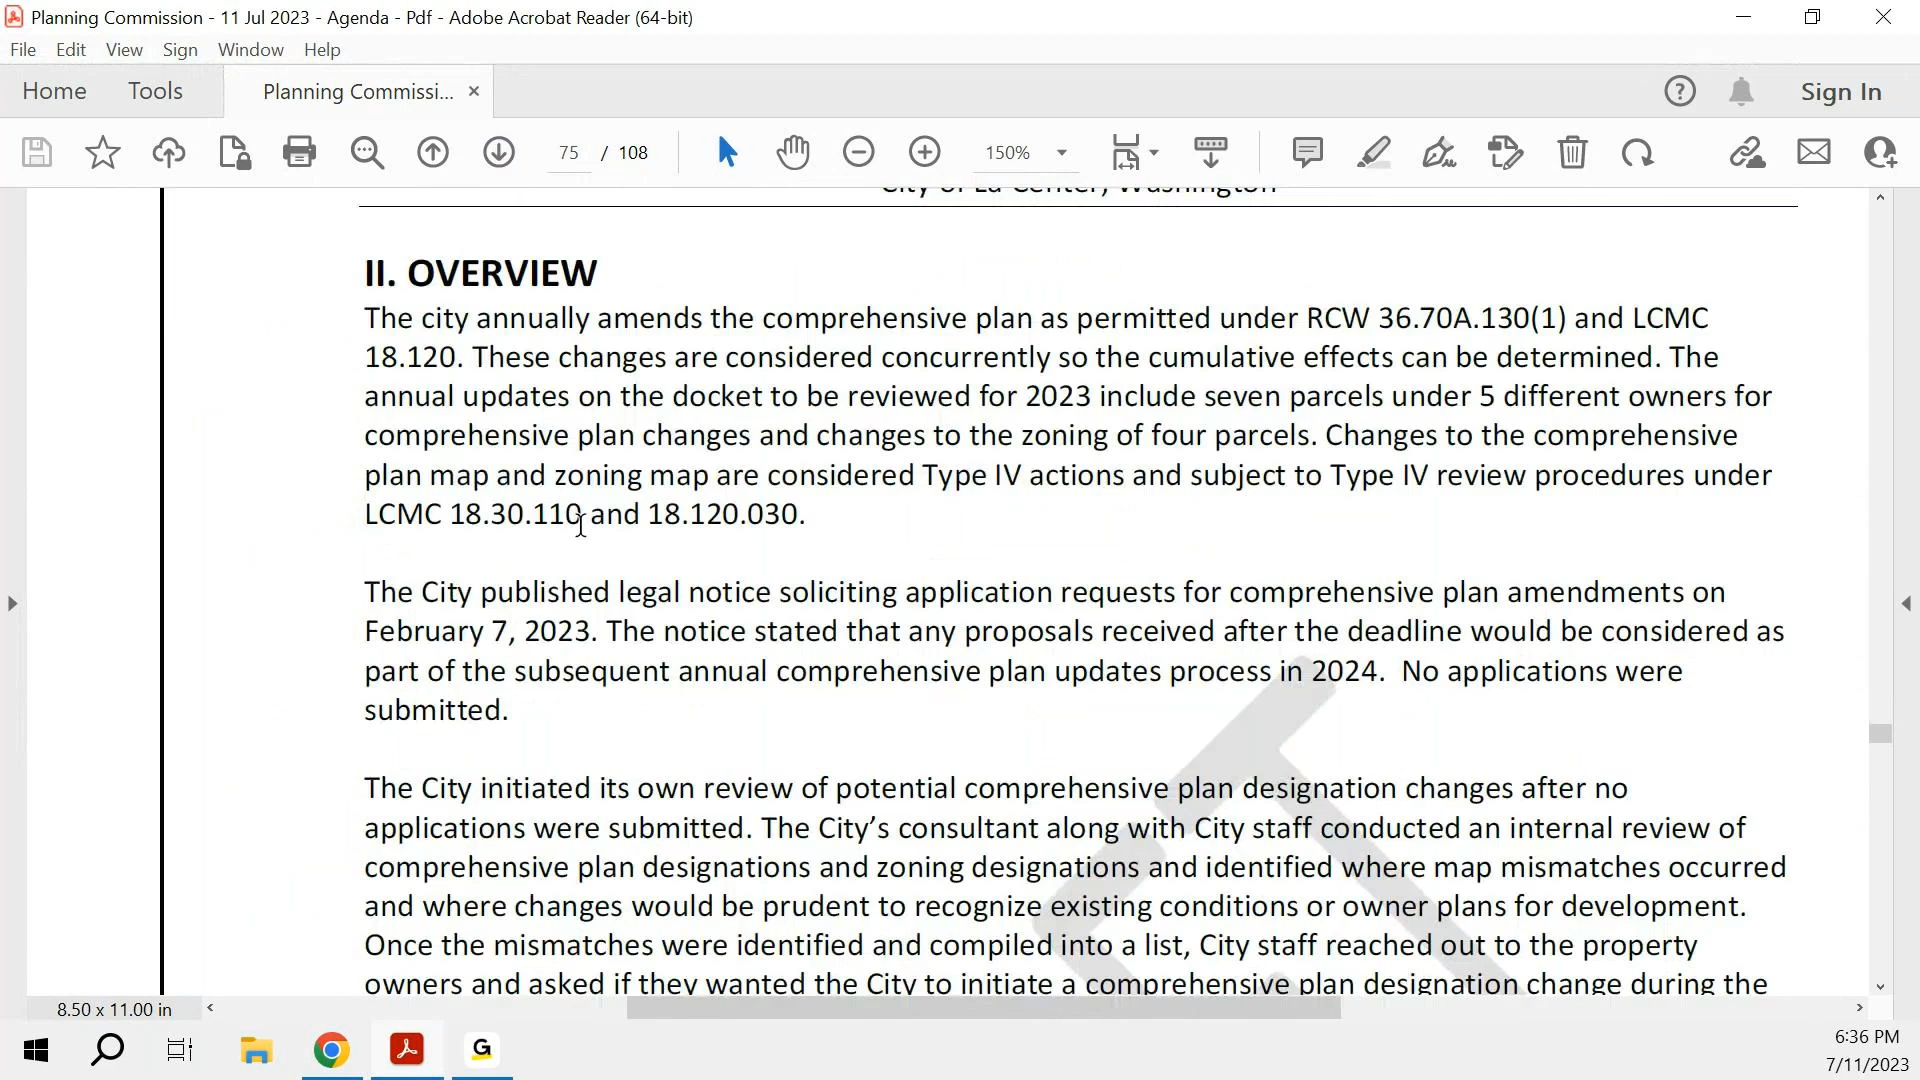 Planning Commission - 11 Jul 2023 - Agenda - Pdf - Adobe Acrobat Reader (64-bit)
File Edit View Sign Window Help
Home Tools Planning Commissi... × Sign In
75 / 108 150%
City of La Center, Washington
II. OVERVIEW
The city annually amends the comprehensive plan as permitted under RCW 36.70A.130(1) and LCMC
18.120. These changes are considered concurrently so the cumulative effects can be determined. The
annual updates on the docket to be reviewed for 2023 include seven parcels under 5 different owners for
comprehensive plan changes and changes to the zoning of four parcels. Changes to the comprehensive
plan map and zoning map are considered Type IV actions and subject to Type IV review procedures under
LCMC 18.30.110 and 18.120.030.
The City published legal notice soliciting application requests for comprehensive plan amendments on
February 7, 2023. The notice stated that any proposals received after the deadline would be considered as
part of the subsequent annual comprehensive plan updates process in 2024.  No applications were
submitted.
The City initiated its own review of potential comprehensive plan designation changes after no
applications were submitted. The City’s consultant along with City staff conducted an internal review of
comprehensive plan designations and zoning designations and identified where map mismatches occurred
and where changes would be prudent to recognize existing conditions or owner plans for development.
Once the mismatches were identified and compiled into a list, City staff reached out to the property
owners and asked if they wanted the City to initiate a comprehensive plan designation change during the
8.50 x 11.00 in
G
6:36 PM
7/11/2023